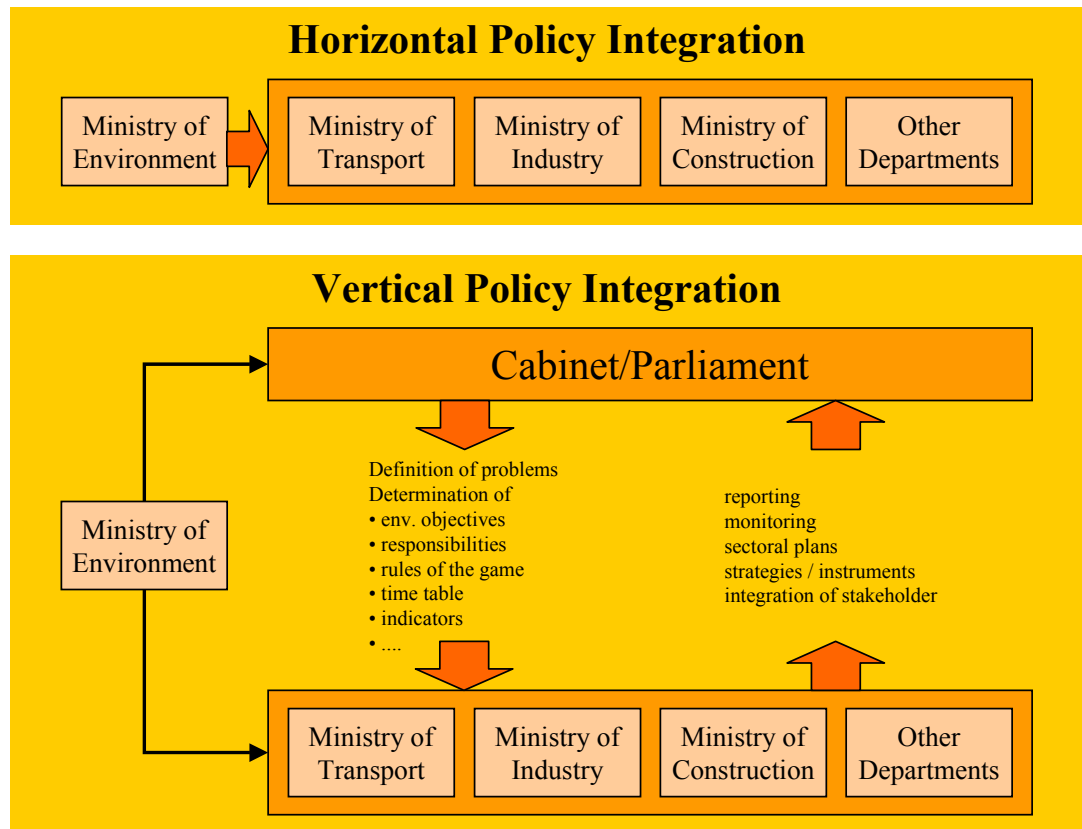 Horizontal Policy Integration
Ministry of
Environment
Ministry of
Transport
Ministry of
Industry
Ministry of
Construction
Other
Departments
Vertical Policy Integration
Cabinet/Parliament
Definition of problems
Determination of
• env. objectives
• responsibilities
• rules of the game
• time table
• indicators
• ....
reporting
monitoring
sectoral plans
strategies / instruments
integration of stakeholder
Ministry of
Environment
Ministry of
Transport
Ministry of
Industry
Ministry of
Construction
Other
Departments